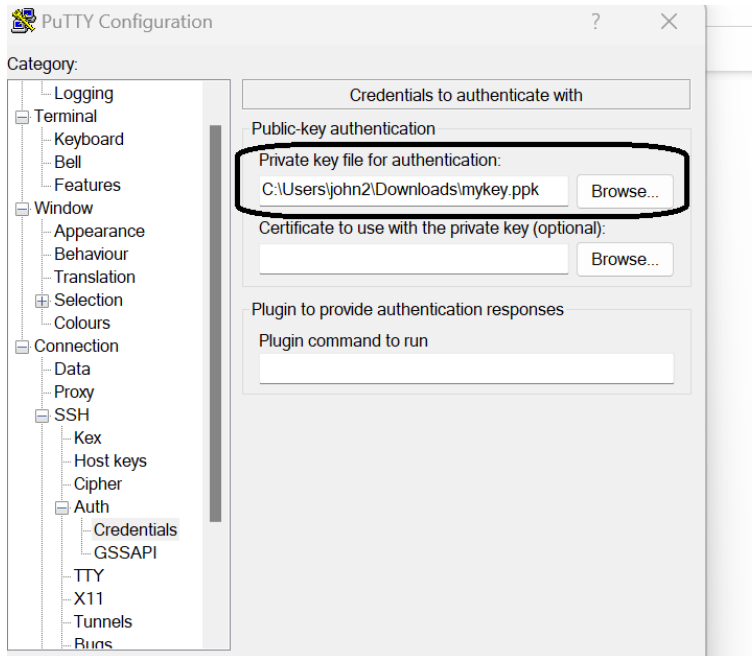 PuTTY Configuration
?
Category:
Logging
Terminal
Keyboard
Bell
Features
Window
Appearance
Behaviour
Translation
Selection
Colours
Connection
Data
Proxy
SSH
Kex
Host keys
Cipher
Auth
Credentials
GSSAPI
TTY
X11
Tunnels
Bugs
Credentials to authenticate with
Public-key authentication
Private key file for authentication:
C:\Users\john2\Downloads\mykey.ppk Browse...
Certificate to use with the private key (optional):
Browse...
Plugin to provide authentication responses
Plugin command to run